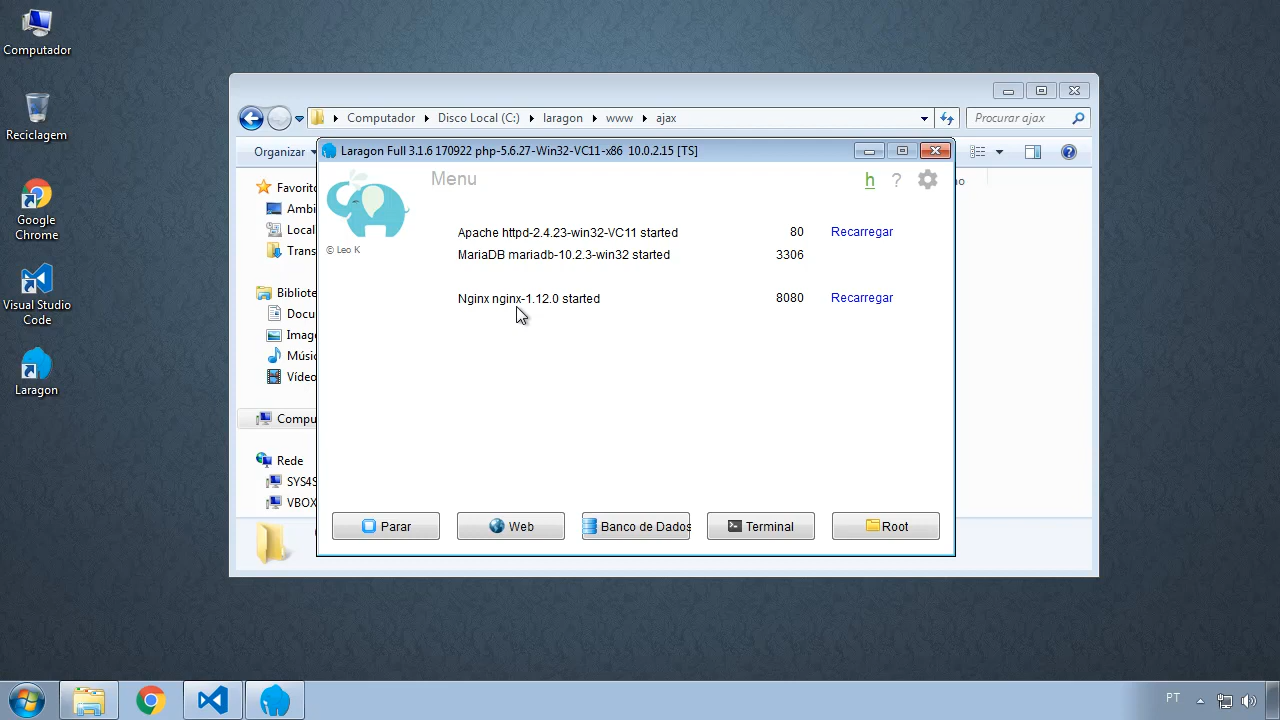 Computador
Reciclagem
Google
Chrome
Visual Studio
Code
Laragon
Computador
Disco Local (C:)
laragon
www
ajax
Procurar ajax
Organizar
Laragon Full 3.1.6 170922 php-5.6.27-Win32-VC11-x86 10.0.2.15 [TS]
Menu
h
?
© Leo K
Apache httpd-2.4.23-win32-VC11 started 80 Recarregar
MariaDB mariadb-10.2.3-win32 started 3306
Nginx nginx-1.12.0 started 8080 Recarregar
Favorito
Ambi
Local
Trans
Bibliote
Docu
Image
Músic
Vídeo
Compu
Rede
SYS4S
VBOX
Parar
Web
Banco de Dados
Terminal
Root
PT